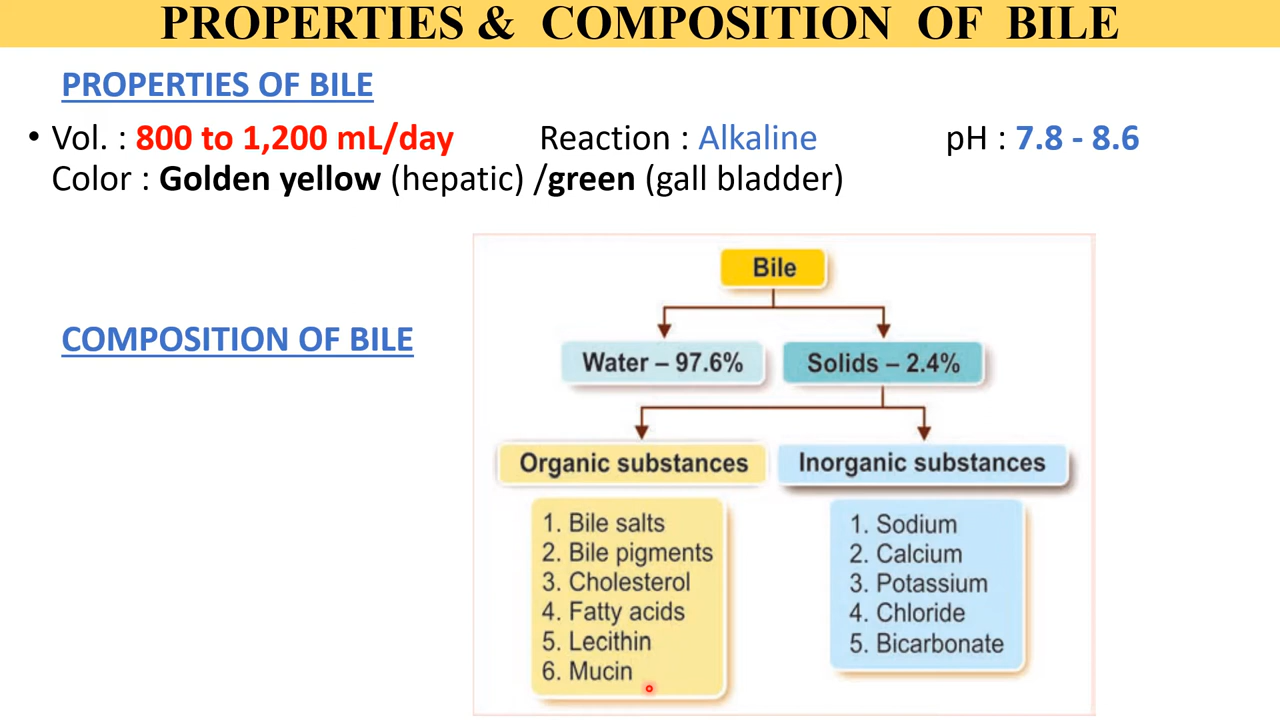 PROPERTIES & COMPOSITION OF BILE
PROPERTIES OF BILE
• Vol. : 800 to 1,200 mL/day Reaction : Alkaline pH : 7.8 - 8.6
Color : Golden yellow (hepatic) /green (gall bladder)
COMPOSITION OF BILE
Bile
Water – 97.6% Solids – 2.4%
Organic substances Inorganic substances
1. Bile salts
2. Bile pigments
3. Cholesterol
4. Fatty acids
5. Lecithin
6. Mucin
1. Sodium
2. Calcium
3. Potassium
4. Chloride
5. Bicarbonate